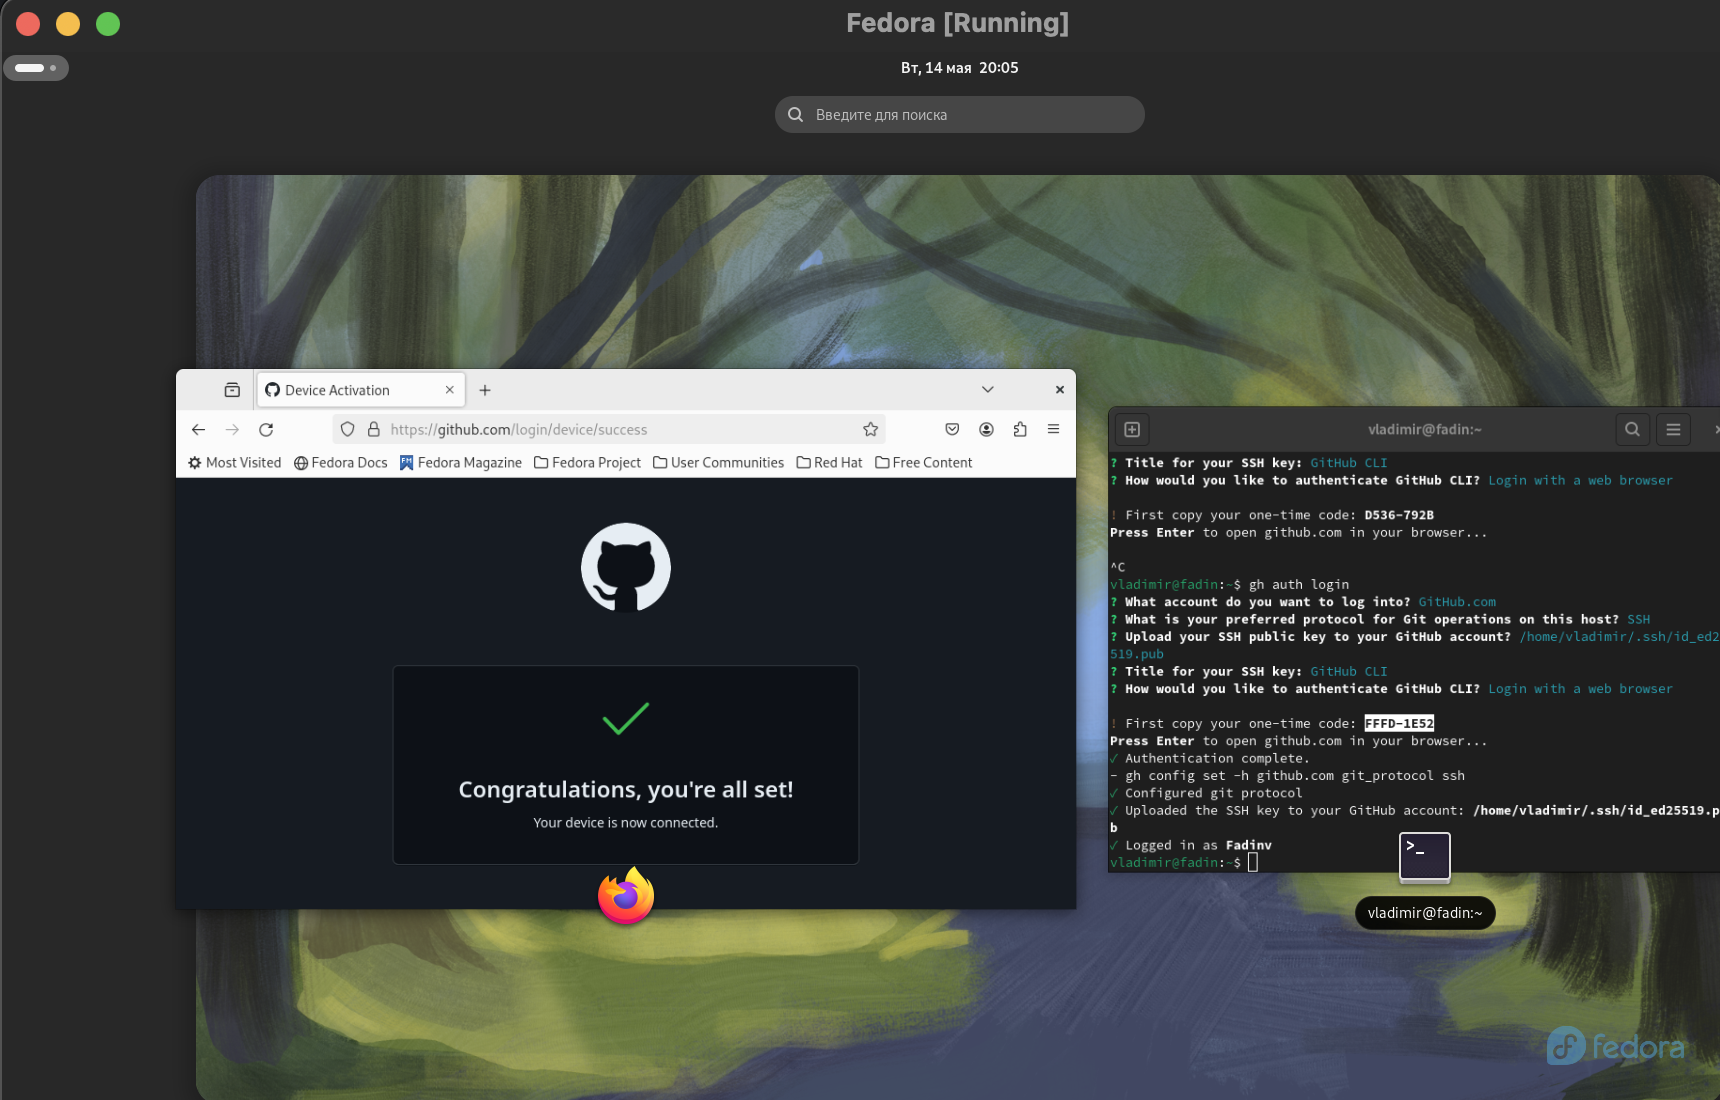 Fedora [Running]
Вт, 14 мая 20:05
Введите для поиска
Device Activation
https://github.com/login/device/success
Most Visited Fedora Docs Fedora Magazine Fedora Project User Communities Red Hat Free Content
Congratulations, you're all set!
Your device is now connected.
vladimir@fadin:~
? Title for your SSH key: GitHub CLI
? How would you like to authenticate GitHub CLI? Login with a web browser
! First copy your one-time code: D536-792B
Press Enter to open github.com in your browser...
^C
vladimir@fadin:~$ gh auth login
? What account do you want to log into? GitHub.com
? What is your preferred protocol for Git operations on this host? SSH
? Upload your SSH public key to your GitHub account? /home/vladimir/.ssh/id_ed2
519.pub
? Title for your SSH key: GitHub CLI
? How would you like to authenticate GitHub CLI? Login with a web browser
! First copy your one-time code: FFFD-1E52
Press Enter to open github.com in your browser...
✓ Authentication complete.
- gh config set -h github.com git_protocol ssh
✓ Configured git protocol
✓ Uploaded the SSH key to your GitHub account: /home/vladimir/.ssh/id_ed25519.p
b
✓ Logged in as Fadinv
vladimir@fadin:~$
vladimir@fadin:~
fedora